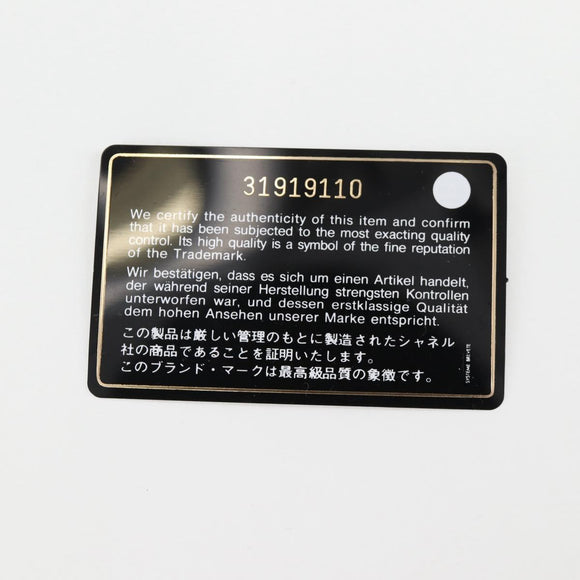 31919110
We certify the authenticity of this item and confirm
that it has been subjected to the most exacting quality
control. Its high quality is a symbol of the fine reputation
of the Trademark.
Wir bestätigen, dass es sich um einen Artikel handelt,
der während seiner Herstellung strengsten Kontrollen
unterworfen war, und dessen erstklassige Qualität
dem hohen Ansehen unserer Marke entspricht.
この製品は厳しい管理のもとに製造されたシャネル
社の商品であることを証明いたします。
このブランド・マークは最高級品質の象徴です。
SYSTEME BREVETE